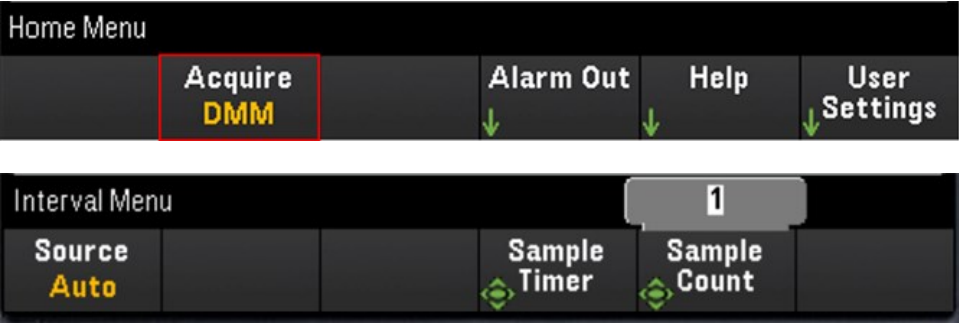 Home Menu
Acquire
DMM
Alarm Out
Help
User
Settings
Interval Menu
1
Source
Auto
Sample
Timer
Sample
Count